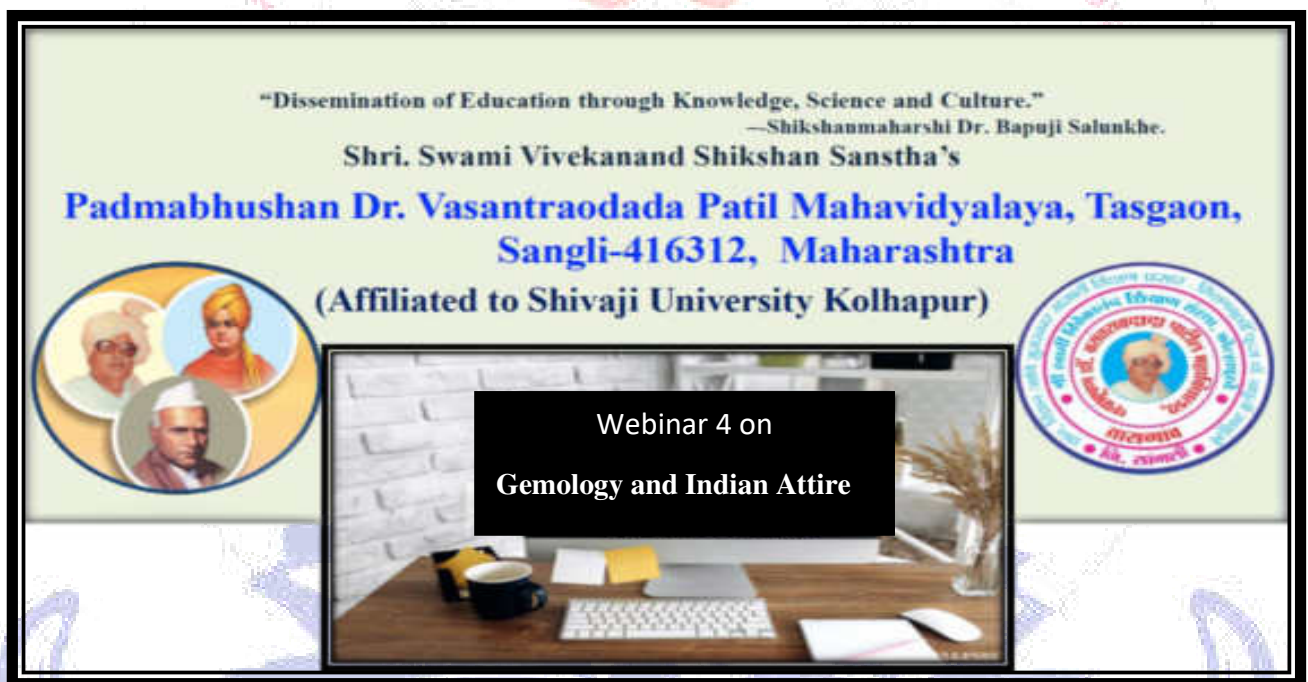 “Dissemination of Education through Knowledge, Science and Culture.”
—Shikshanmaharshi Dr. Bapuji Salunkhe.
Shri. Swami Vivekanand Shikshan Sanstha’s
Padmabhushan Dr. Vasantraodada Patil Mahavidyalaya, Tasgaon,
Sangli-416312, Maharashtra
(Affiliated to Shivaji University Kolhapur)
Webinar 4 on
Gemology and Indian Attire
तासगाव
जि. सांगली